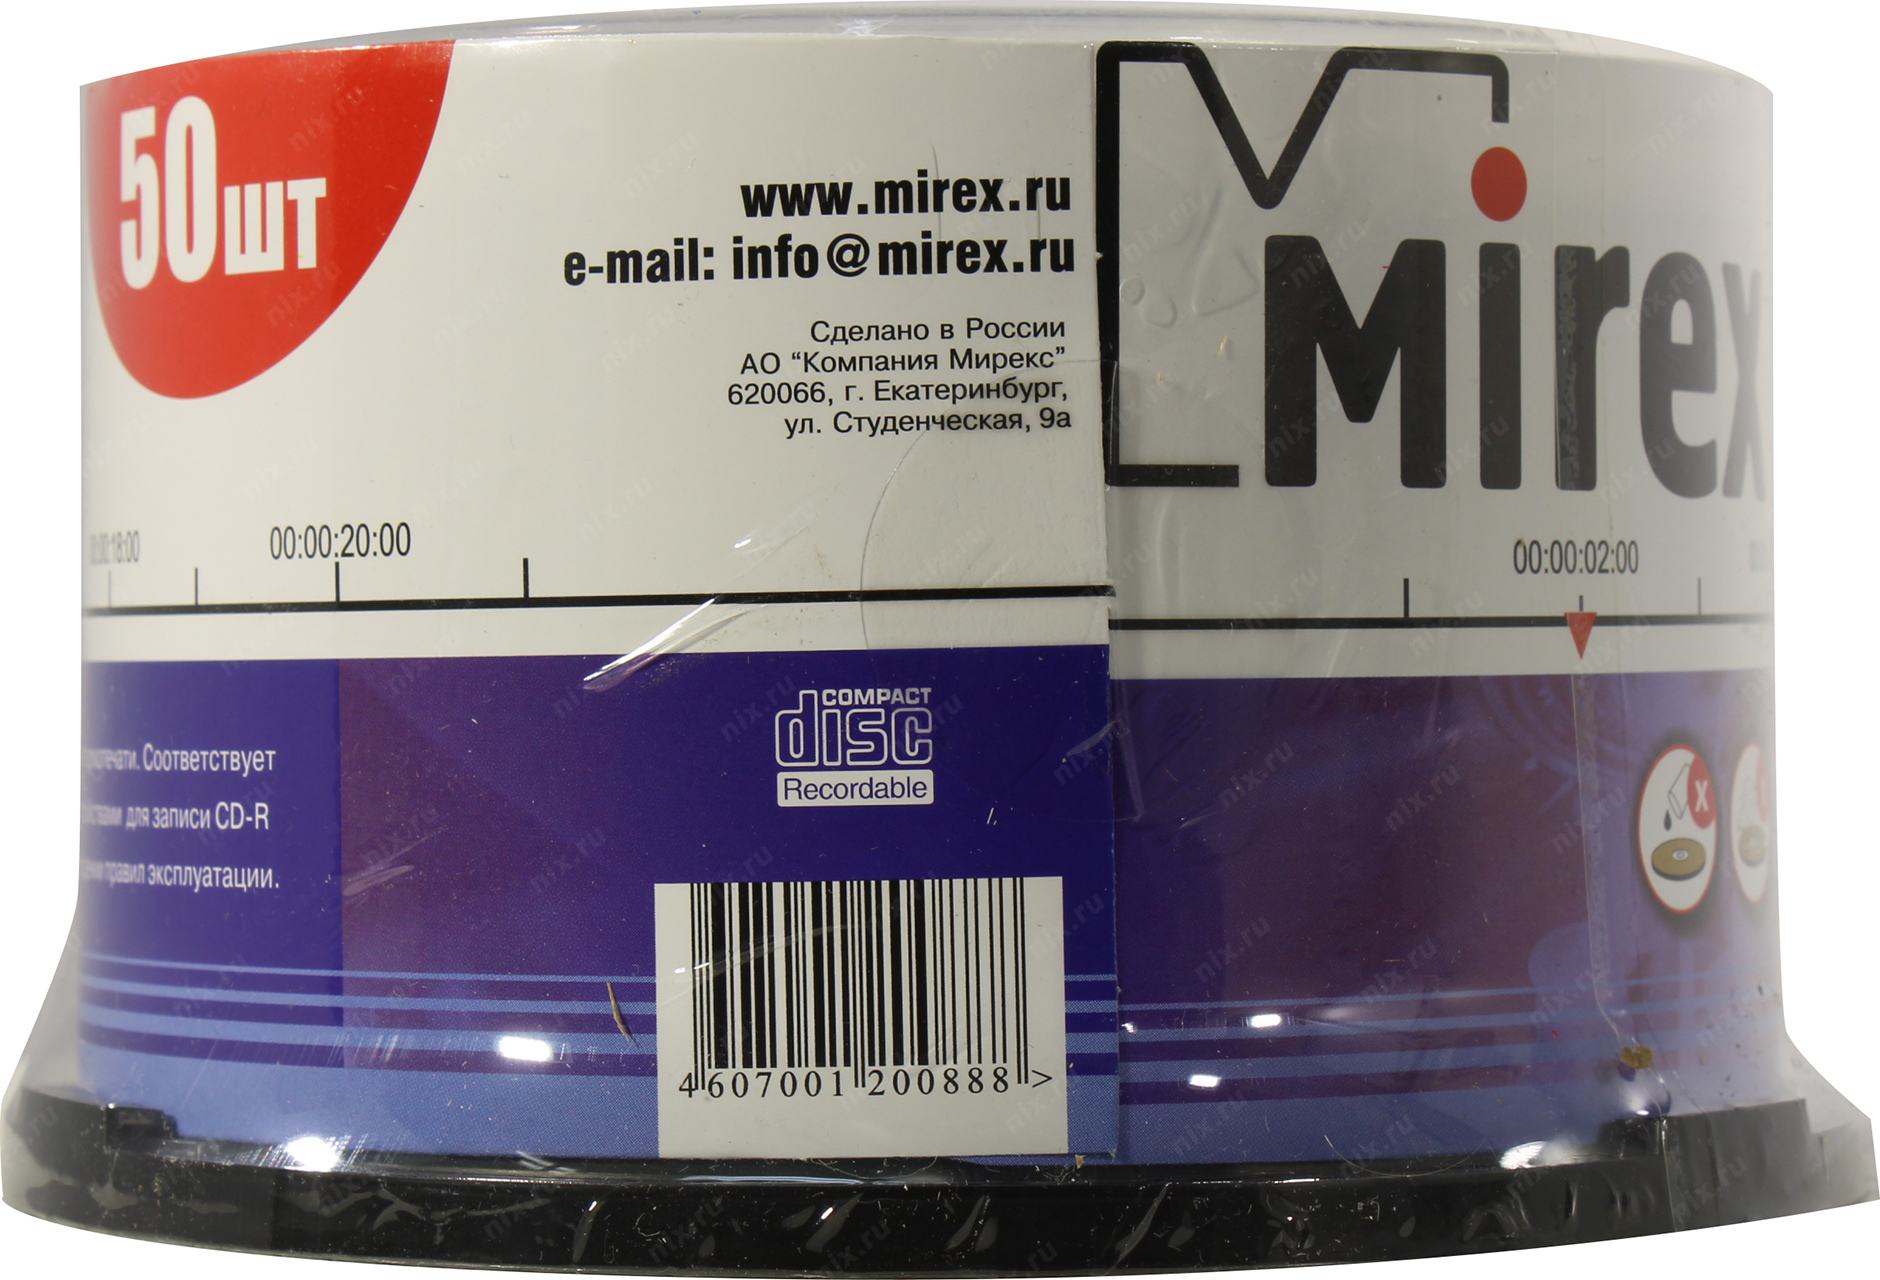 50шт
www.mirex.ru
e-mail: info@mirex.ru
Сделано в России
АО “Компания Мирекс”
620066, г. Екатеринбург,
ул. Студенческая, 9а
Mirex
00:00:20:00
00:00:02:00
COMPACT
disc
Recordable
Соответствует
для записи CD-R
правил эксплуатации.
4 607001 200888 >
nix.ru